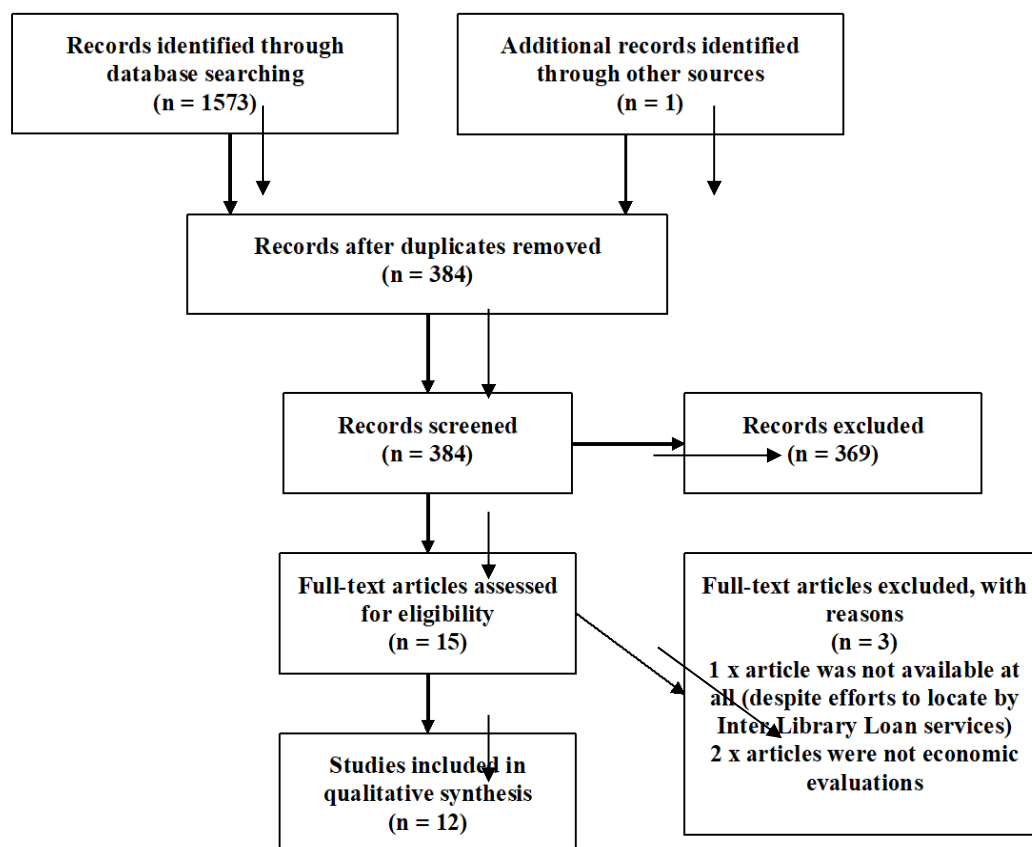 Records identified through
database searching
(n = 1573)
Additional records identified
through other sources
(n = 1)
Records after duplicates removed
(n = 384)
Records screened
(n = 384)
Records excluded
(n = 369)
Full-text articles assessed
for eligibility
(n = 15)
Full-text articles excluded, with
reasons
(n = 3)
1 x article was not available at
all (despite efforts to locate by
Inter Library Loan services)
2 x articles were not economic
evaluations
Studies included in
qualitative synthesis
(n = 12)